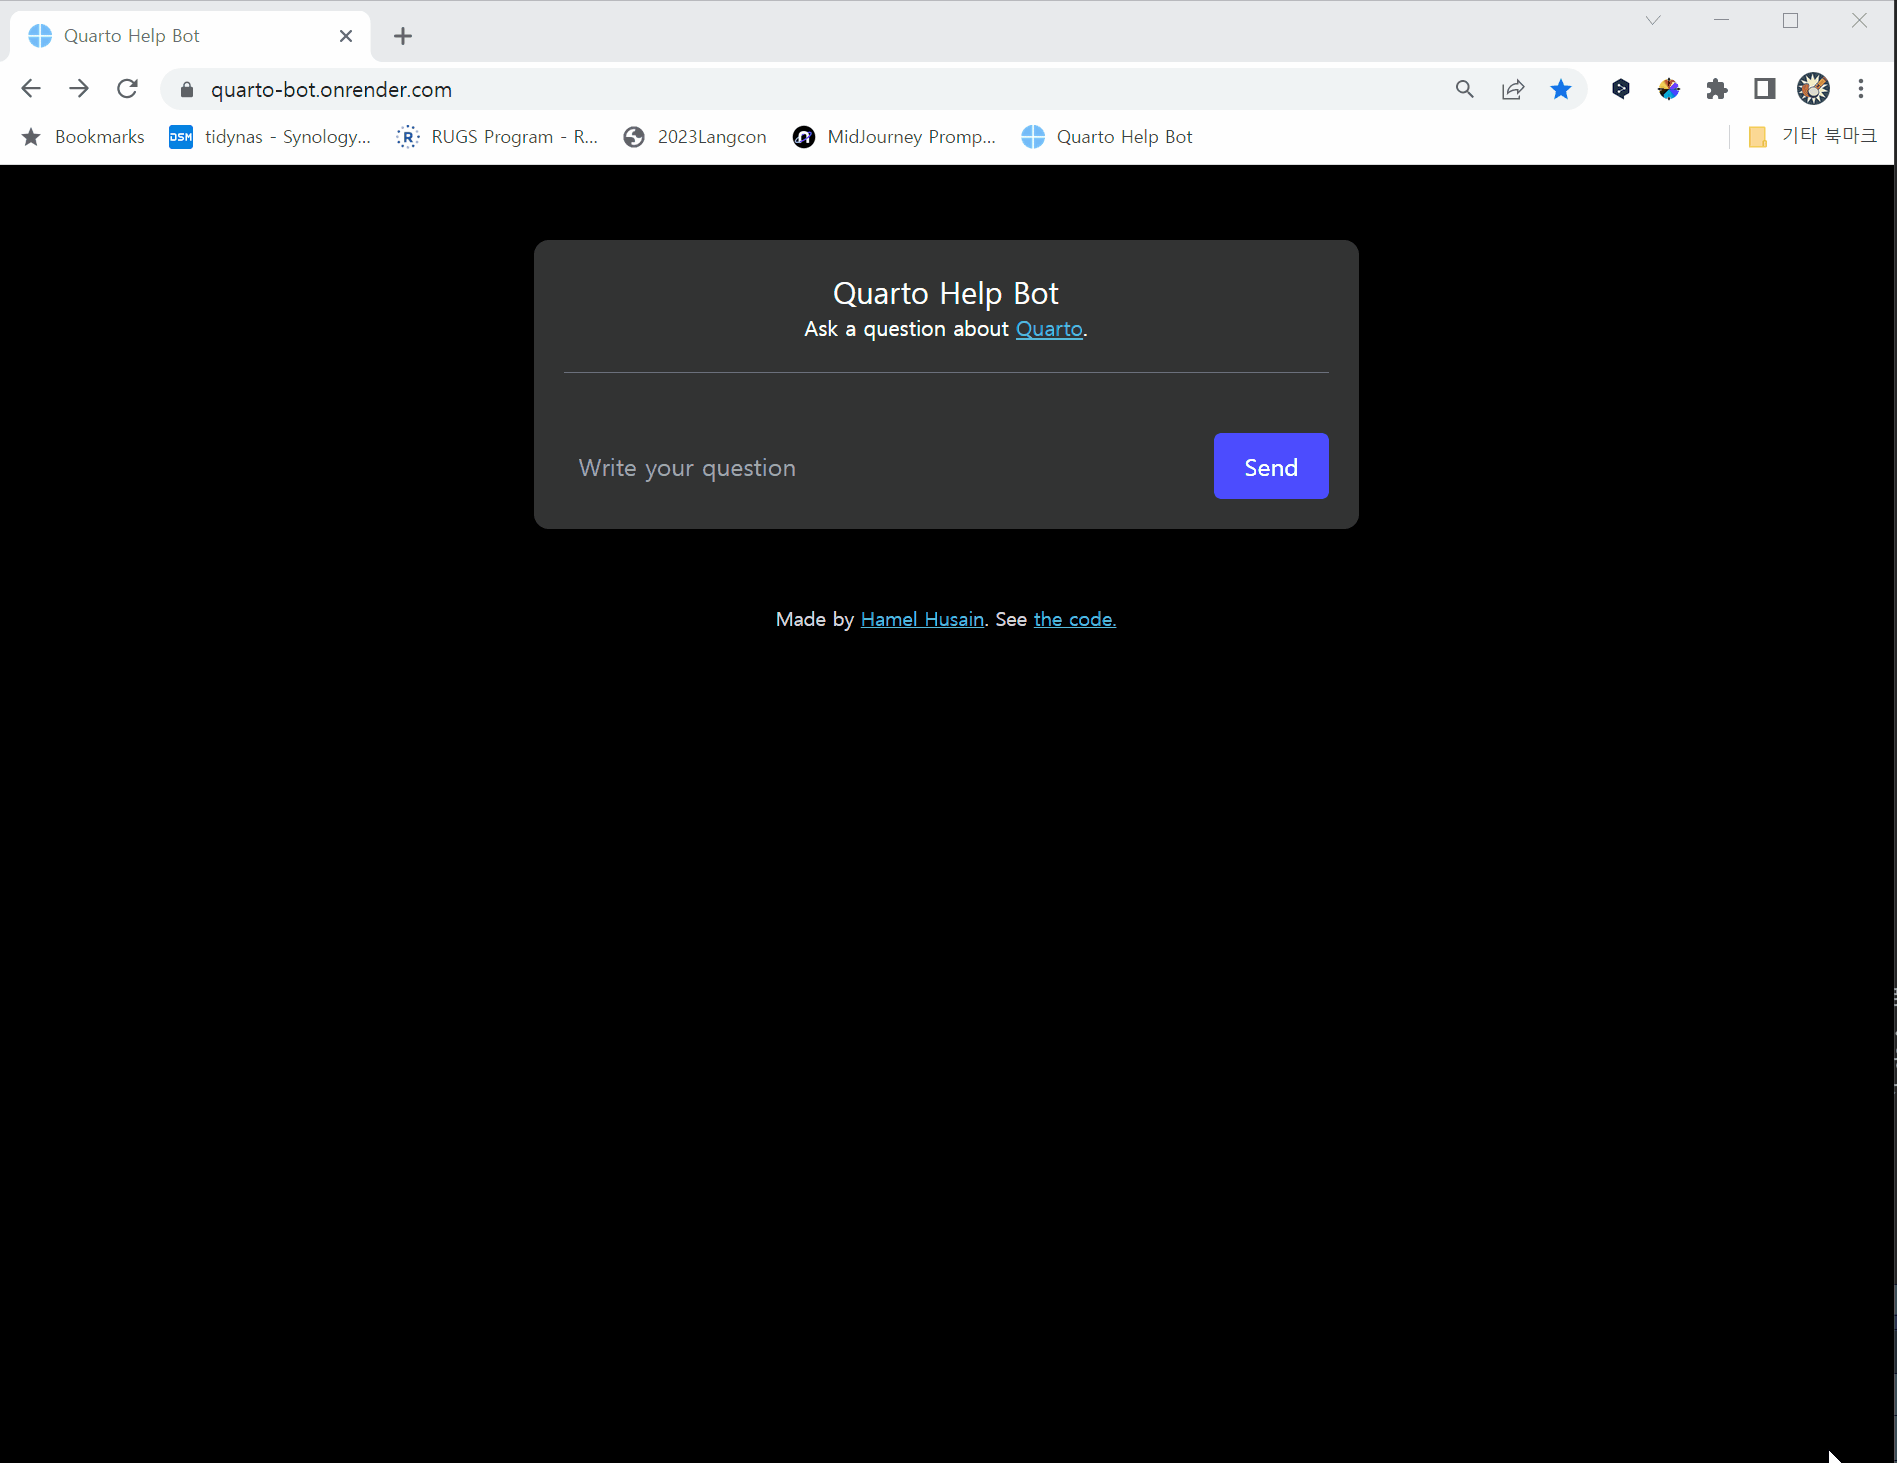 Quarto Help Bot
quarto-bot.onrender.com
Bookmarks DSM tidynas - Synology... R RUGS Program - R... 2023Langcon MidJourney Promp... Quarto Help Bot 기타 북마크
Quarto Help Bot
Ask a question about Quarto.
Write your question Send
Made by Hamel Husain. See the code.